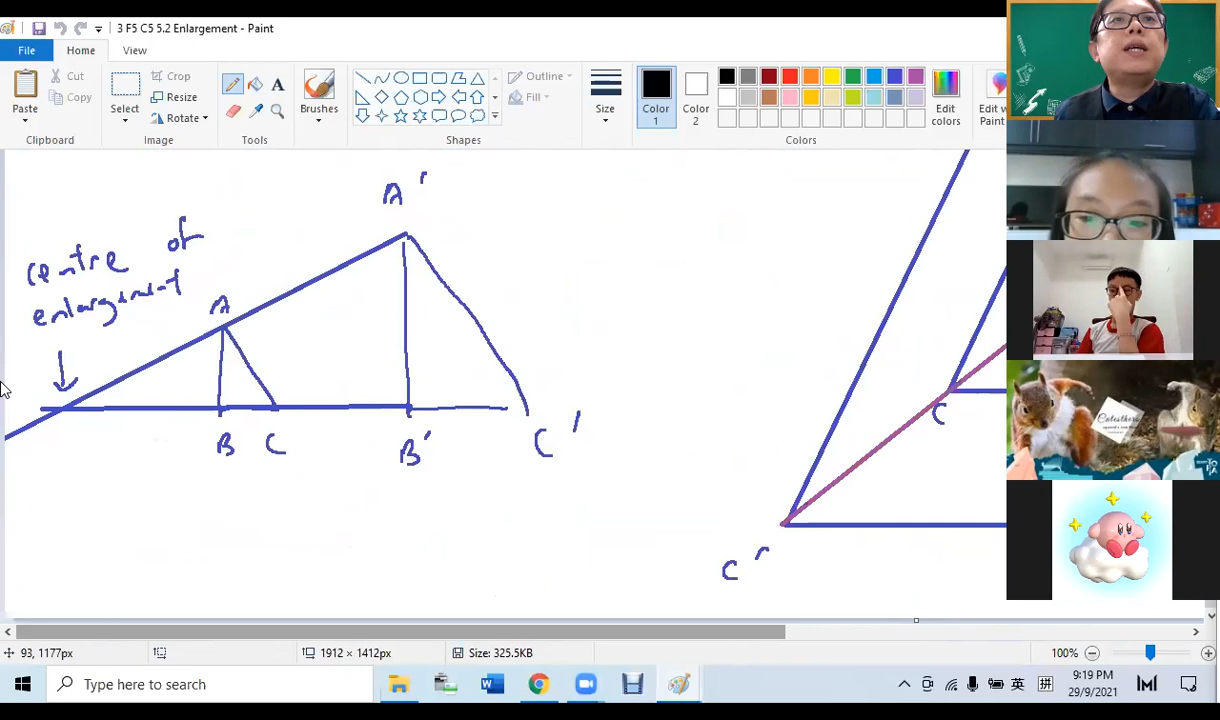 3 F5 C5 5.2 Enlargement - Paint
File
Home
View
Paste
Cut
Copy
Clipboard
Select
Crop
Resize
Rotate
Image
Tools
Brushes
Shapes
Outline
Fill
Size
Color 1
Color 2
Edit colors
Edit w
Paint
Colors
A'
centre of
enlargement
A
B
C
B'
C'
C
C'
93, 1177px
1912 × 1412px
Size: 325.5KB
100%
Type here to search
英
拼
9:19 PM
29/9/2021